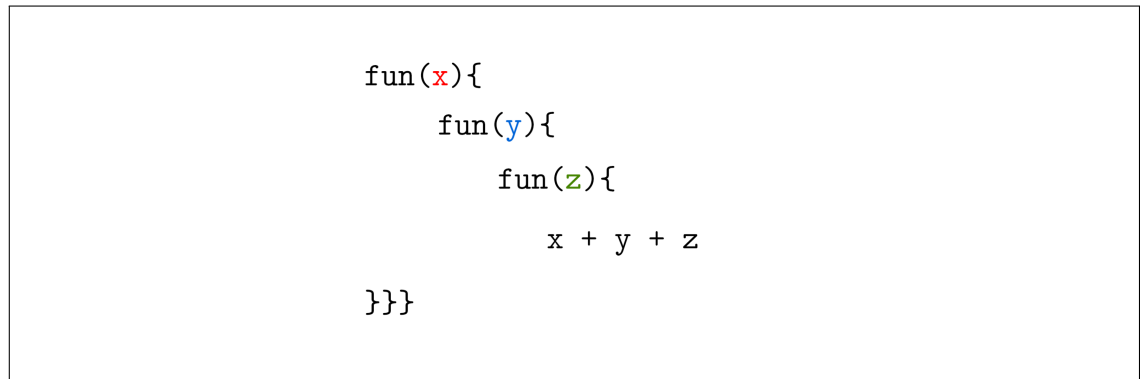 fun(x){
fun(y){
fun(z){
x + y + z
}}}